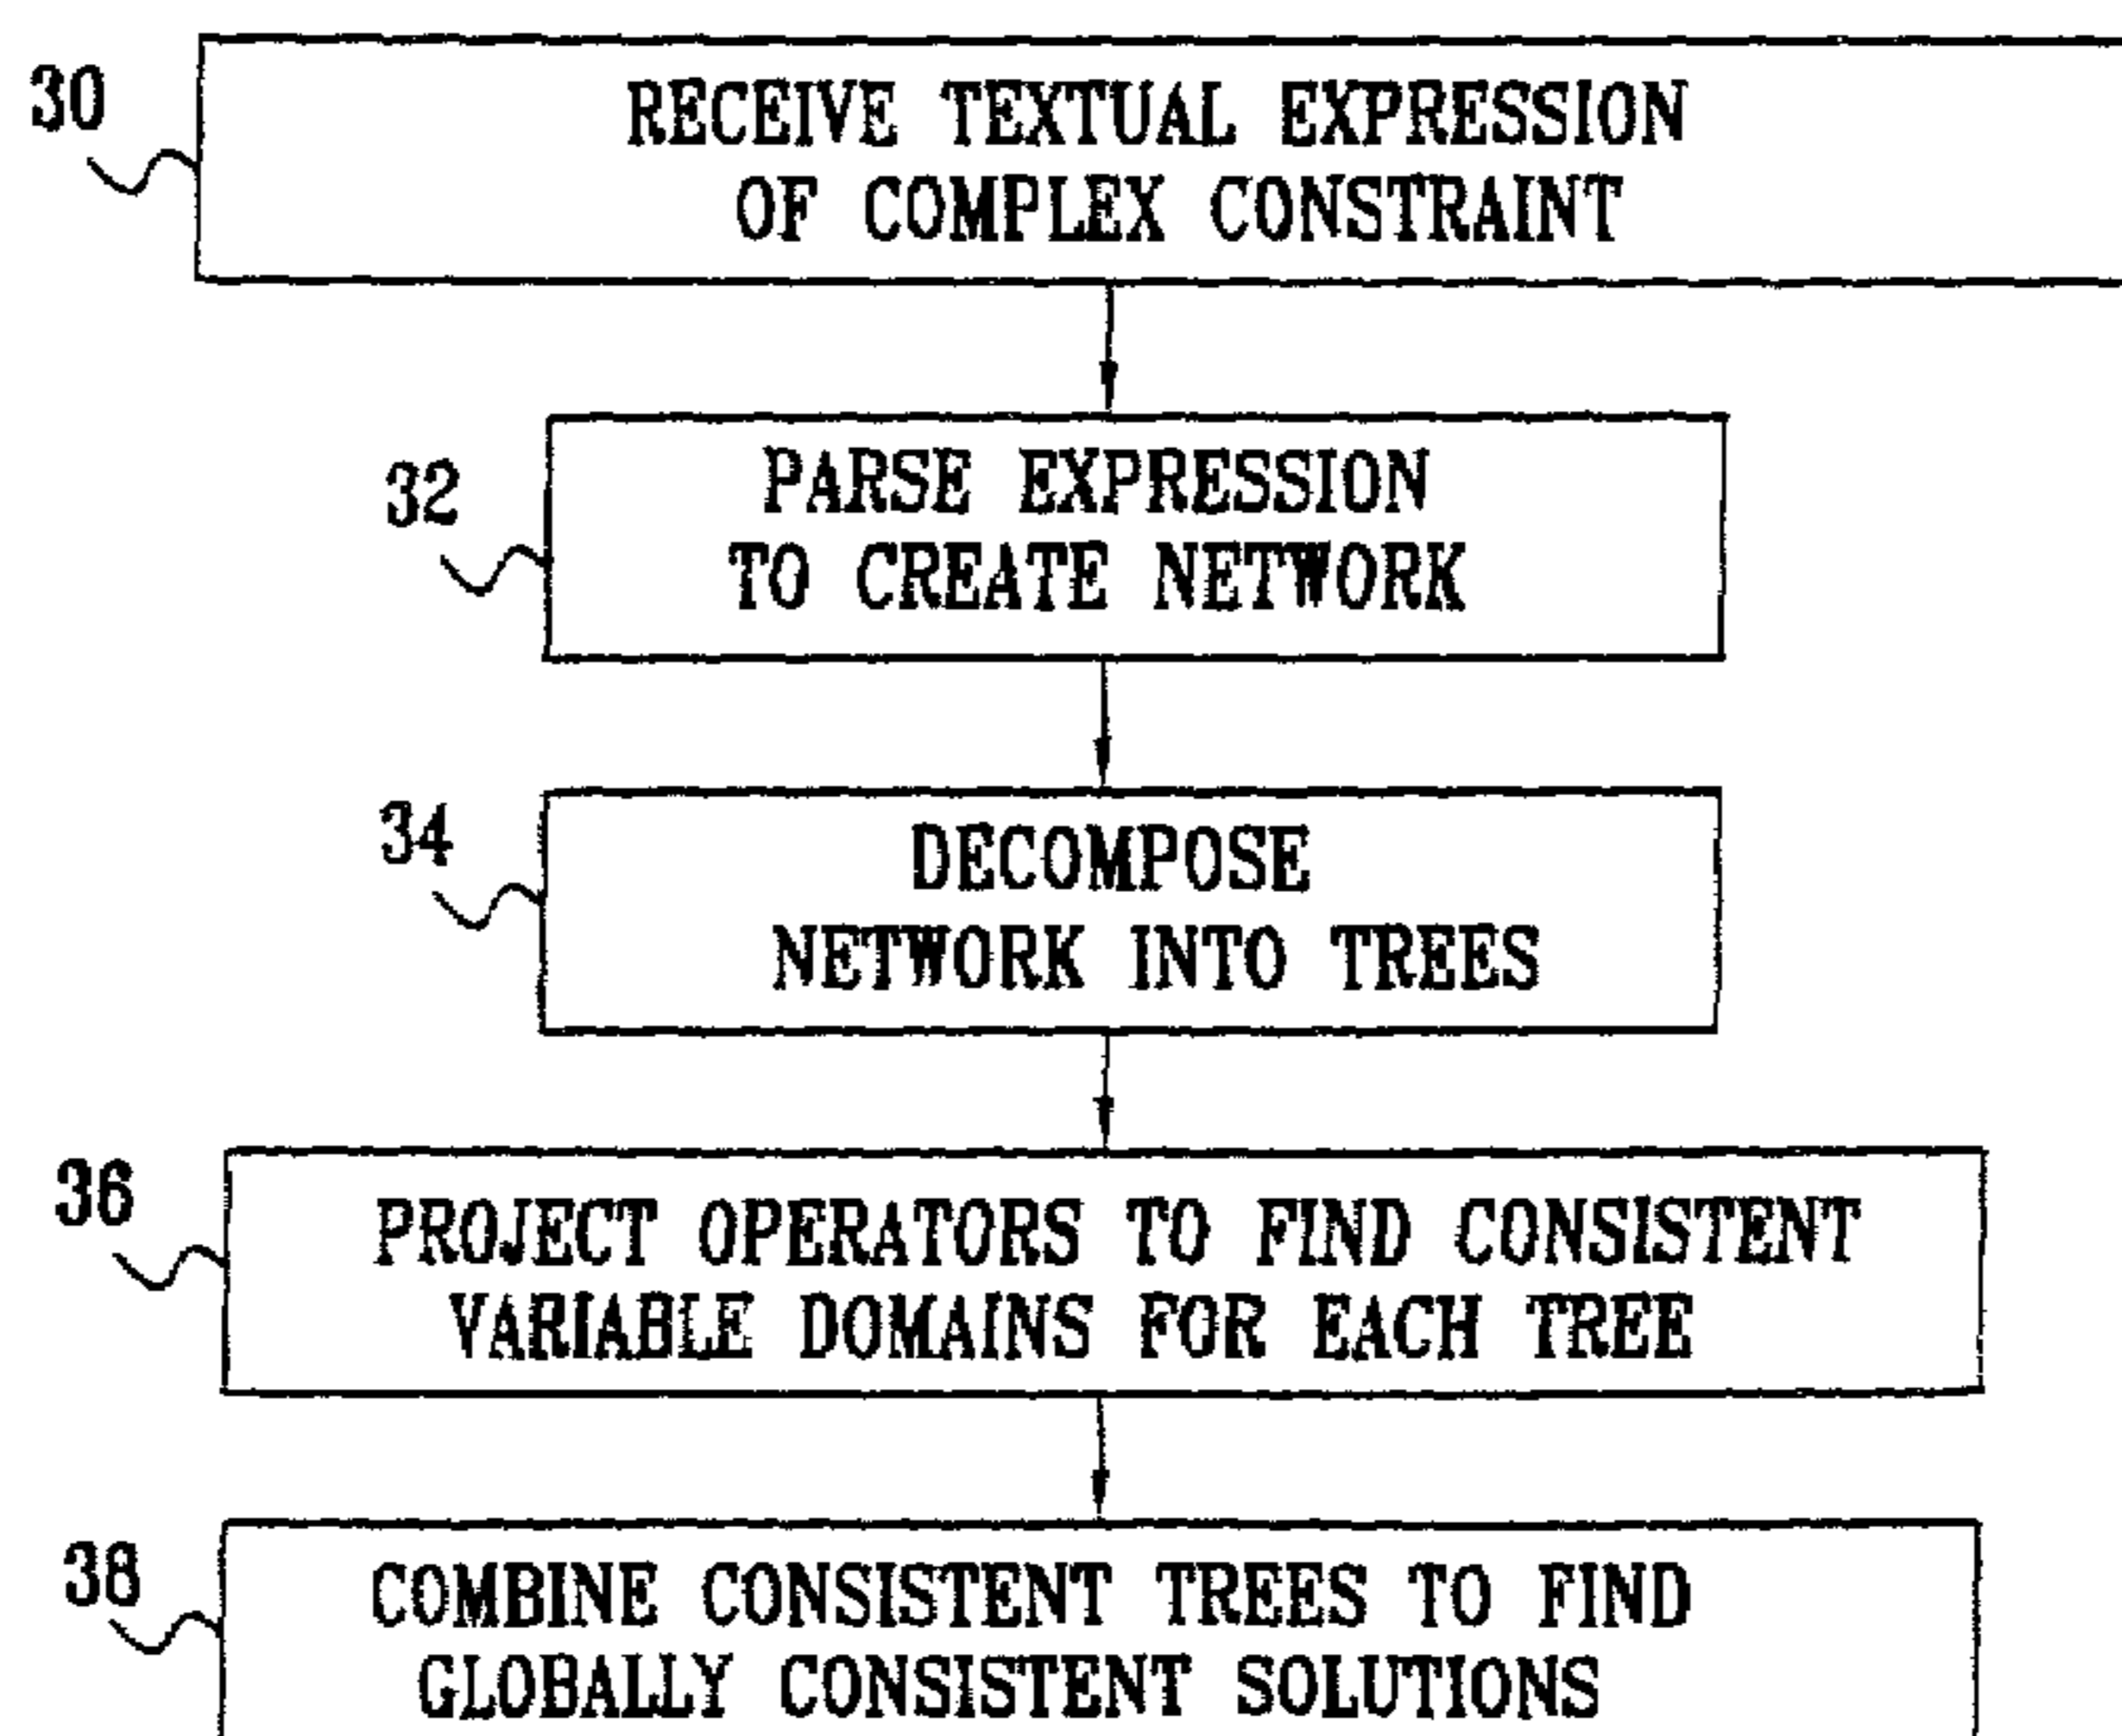 30
RECEIVE TEXTUAL EXPRESSION
OF COMPLEX CONSTRAINT
32
PARSE EXPRESSION
TO CREATE NETWORK
34
DECOMPOSE
NETWORK INTO TREES
36
PROJECT OPERATORS TO FIND CONSISTENT
VARIABLE DOMAINS FOR EACH TREE
38
COMBINE CONSISTENT TREES TO FIND
GLOBALLY CONSISTENT SOLUTIONS